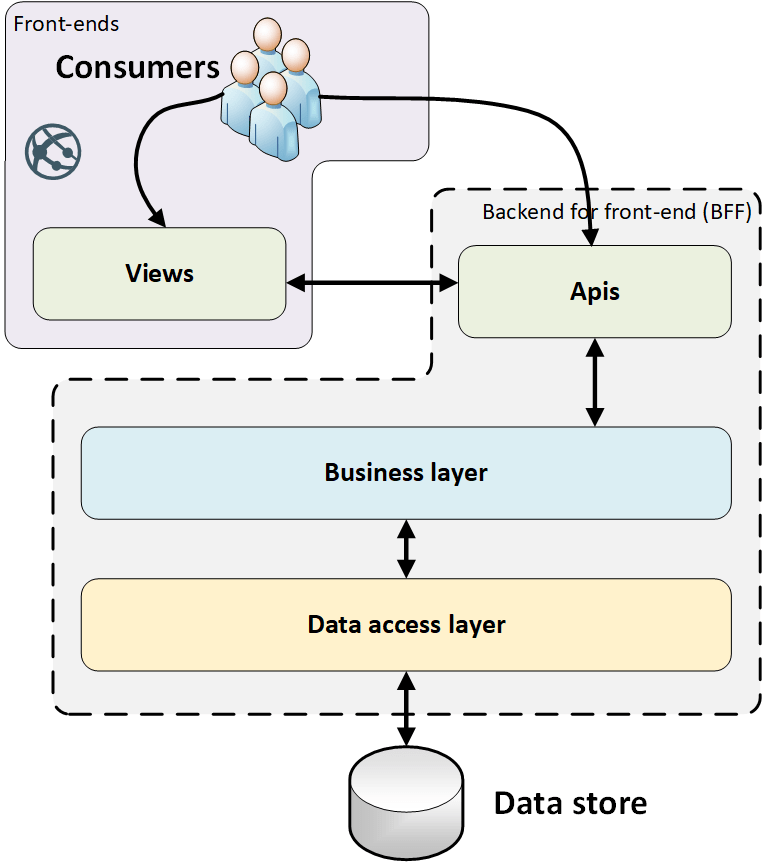 Front-ends
Consumers
Backend for front-end (BFF)
Views
Apis
Business layer
Data access layer
Data store